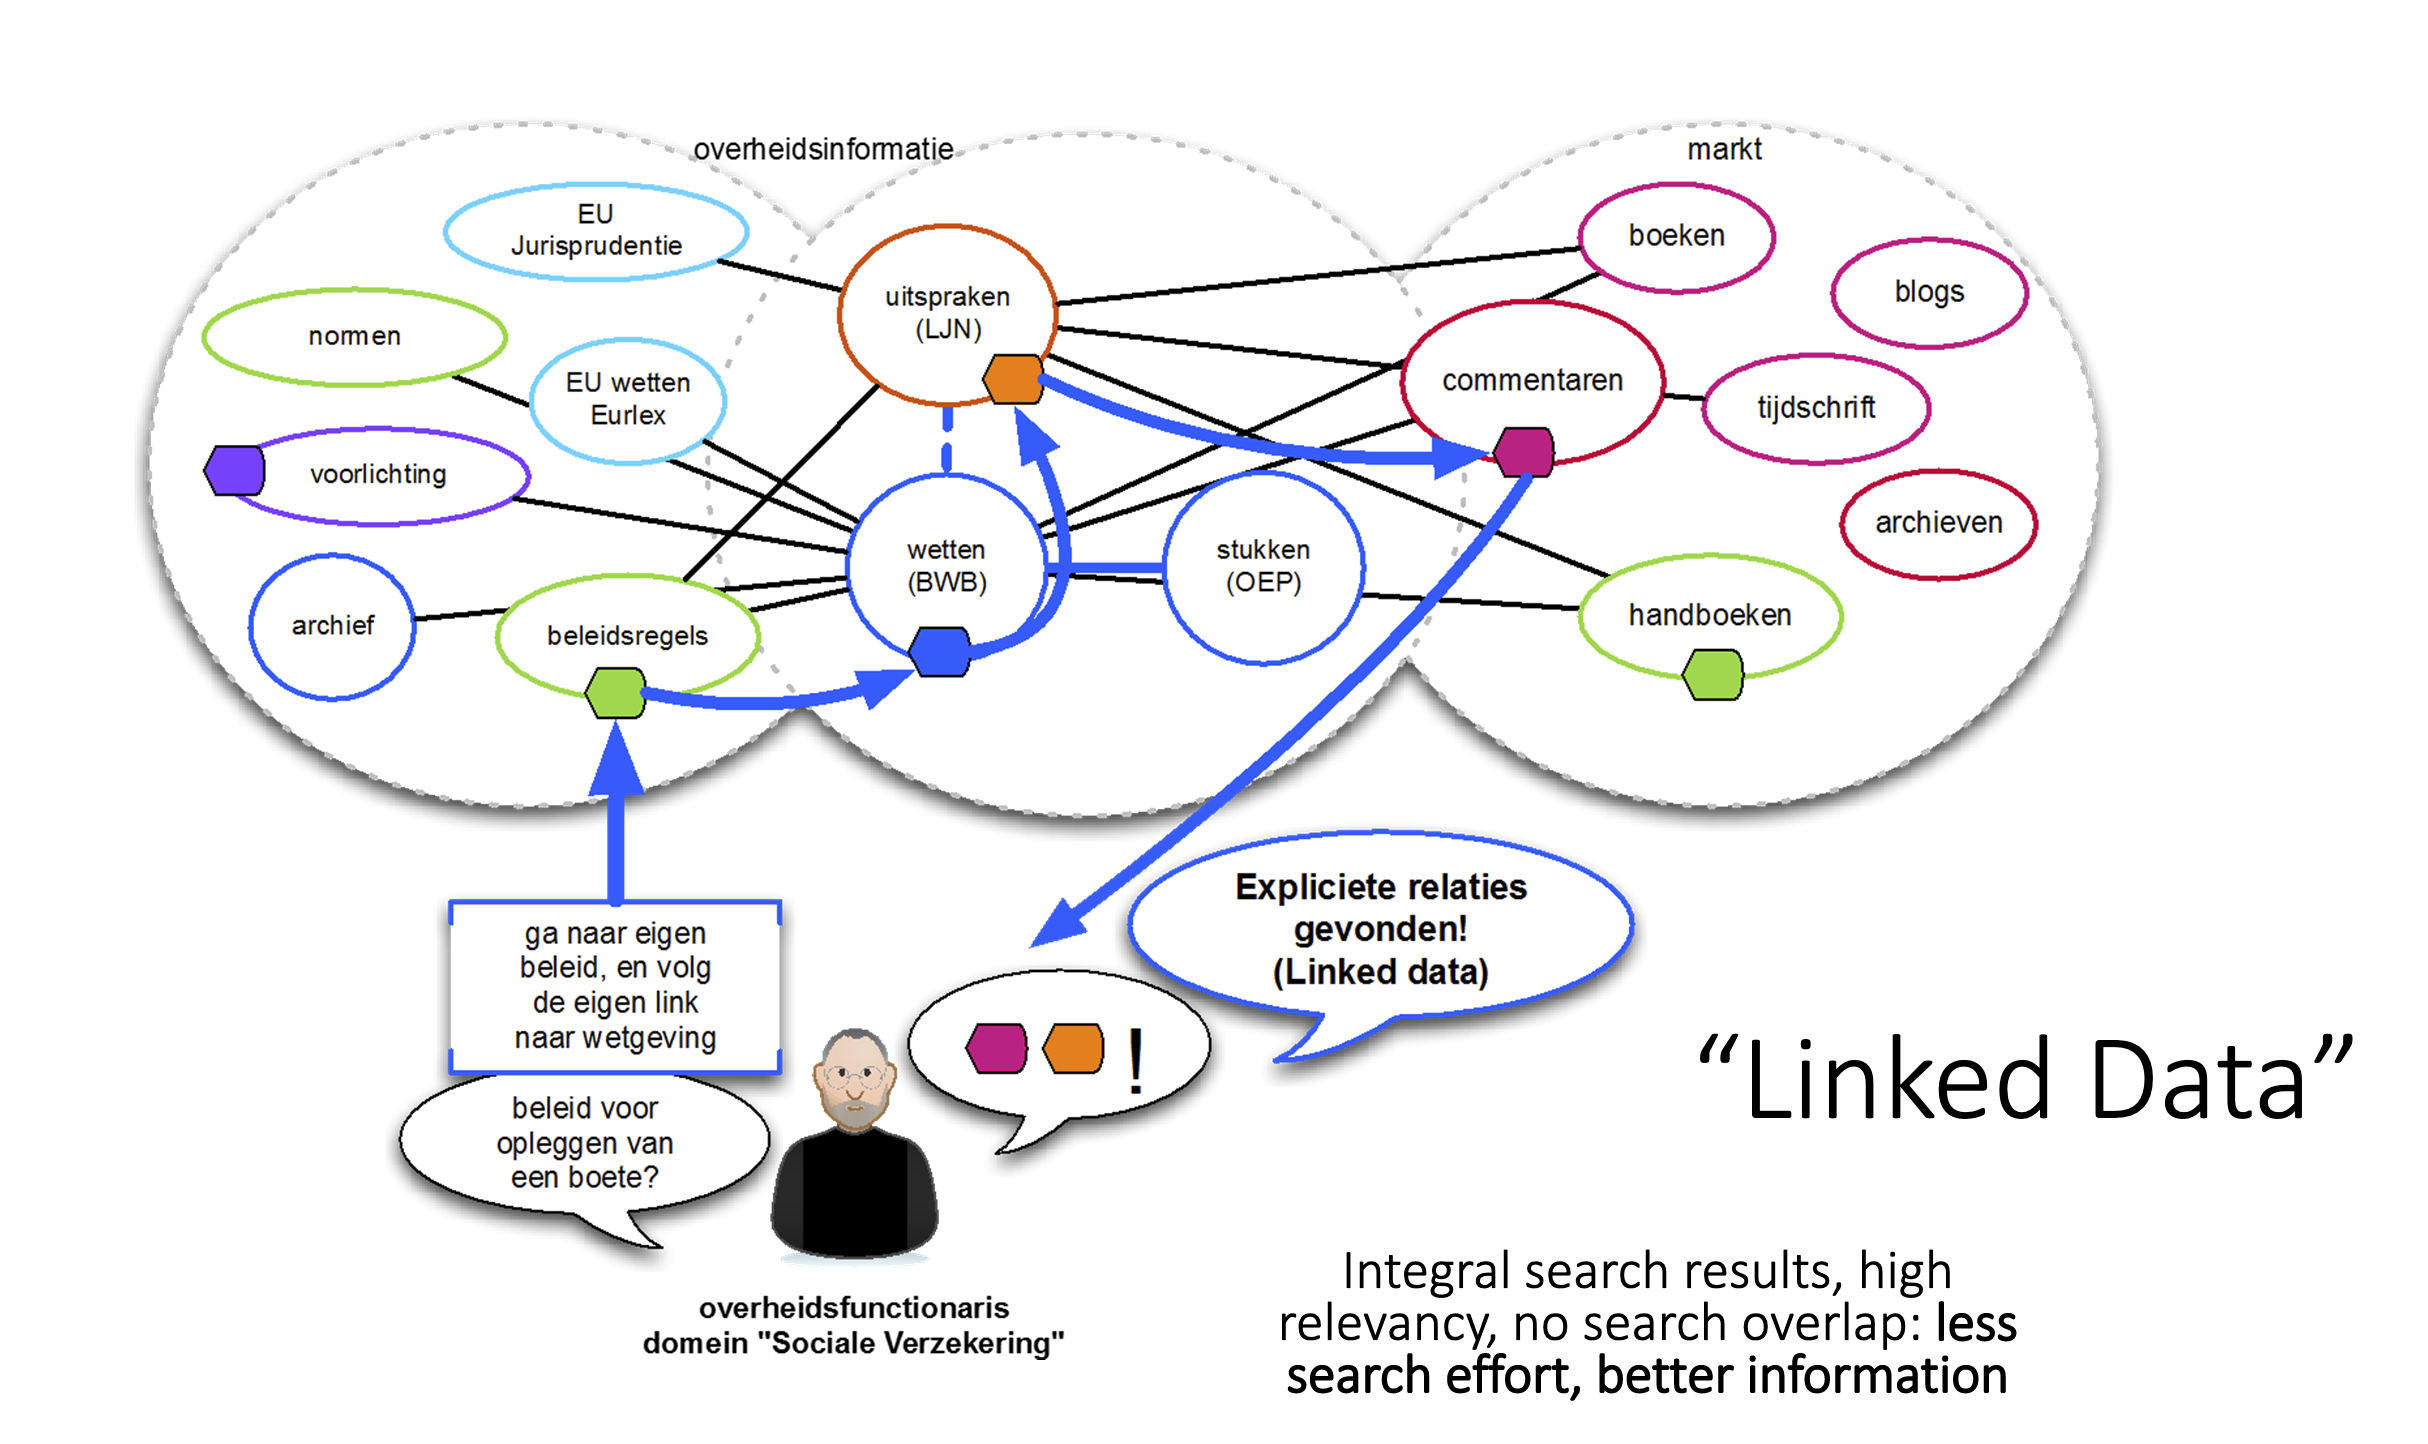 overheidsinformatie
markt
EU
Jurisprudentie
normen
EU wetten
Eurlex
voorlichting
archief
beleidsregels
uitspraken
(LJN)
wetten
(BWB)
stukken
(OEP)
boeken
blogs
commentaren
tijdschrift
archieven
handboeken
ga naar eigen
beleid, en volg
de eigen link
naar wetgeving
beleid voor
opleggen van
een boete?
!
Expliciete relaties
gevonden!
(Linked data)
overheidsfunctionaris
domein "Sociale Verzekering"
“Linked Data”
Integral search results, high
relevancy, no search overlap: less
search effort, better information